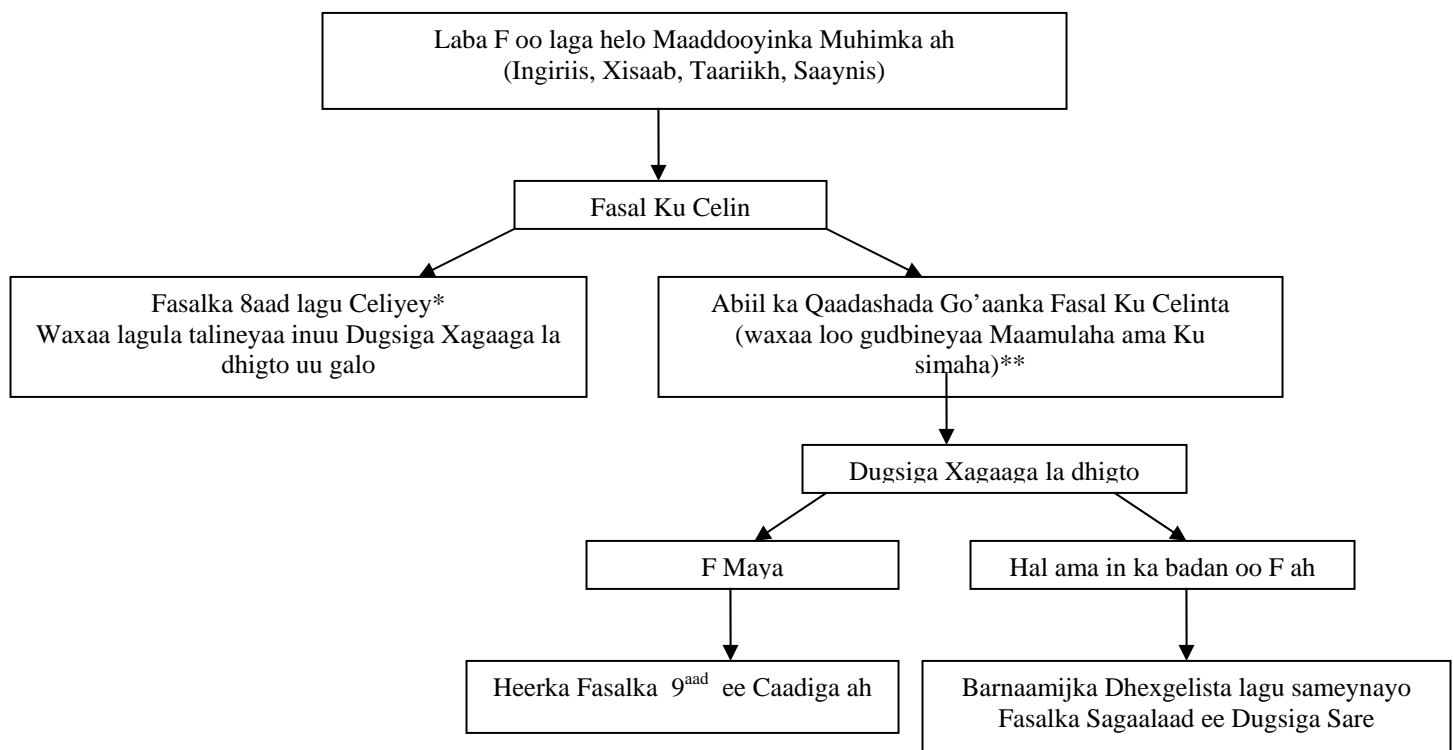 Laba F oo laga helo Maaddooyinka Muhimka ah
(Ingiriis, Xisaab, Taariikh, Saaynis)
Fasal Ku Celin
Fasalka 8aad lagu Celiyey*
Waxaa lagula talineyaa inuu Dugsiga Xagaaga la
dhigto uu galo
Abiil ka Qaadashada Go’aanka Fasal Ku Celinta
(waxaa loo gudbineyaa Maamulaha ama Ku
simaha)**
Dugsiga Xagaaga la dhigto
F Maya
Hal ama in ka badan oo F ah
Heerka Fasalka 9aad ee Caadiga ah
Barnaamijka Dhexgelista lagu sameynayo
Fasalka Sagaalaad ee Dugsiga Sare